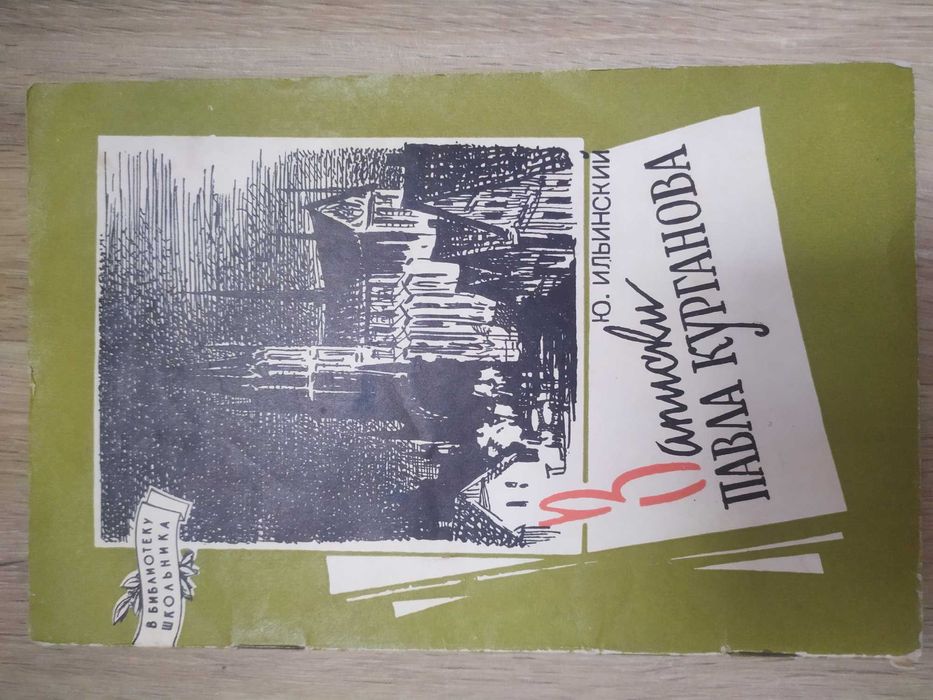 В БИБЛИОТЕКУ
ШКОЛЬНИКА
Ю. ИЛЬИНСКИЙ
Записки
ПАВЛА КУРГАНОВА